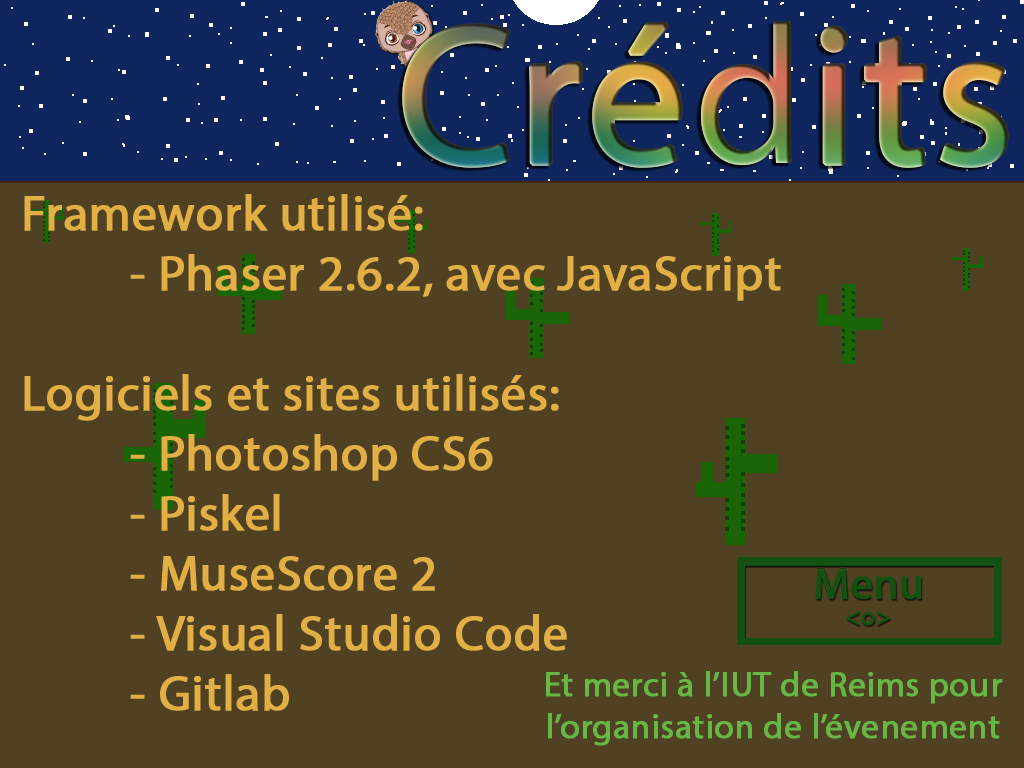 Crédits
Framework utilisé:
- Phaser 2.6.2, avec JavaScript
Logiciels et sites utilisés:
- Photoshop CS6
- Piskel
- MuseScore 2
- Visual Studio Code
- Gitlab
Menu
<o>
Et merci à l'IUT de Reims pour
l'organisation de l'évenement